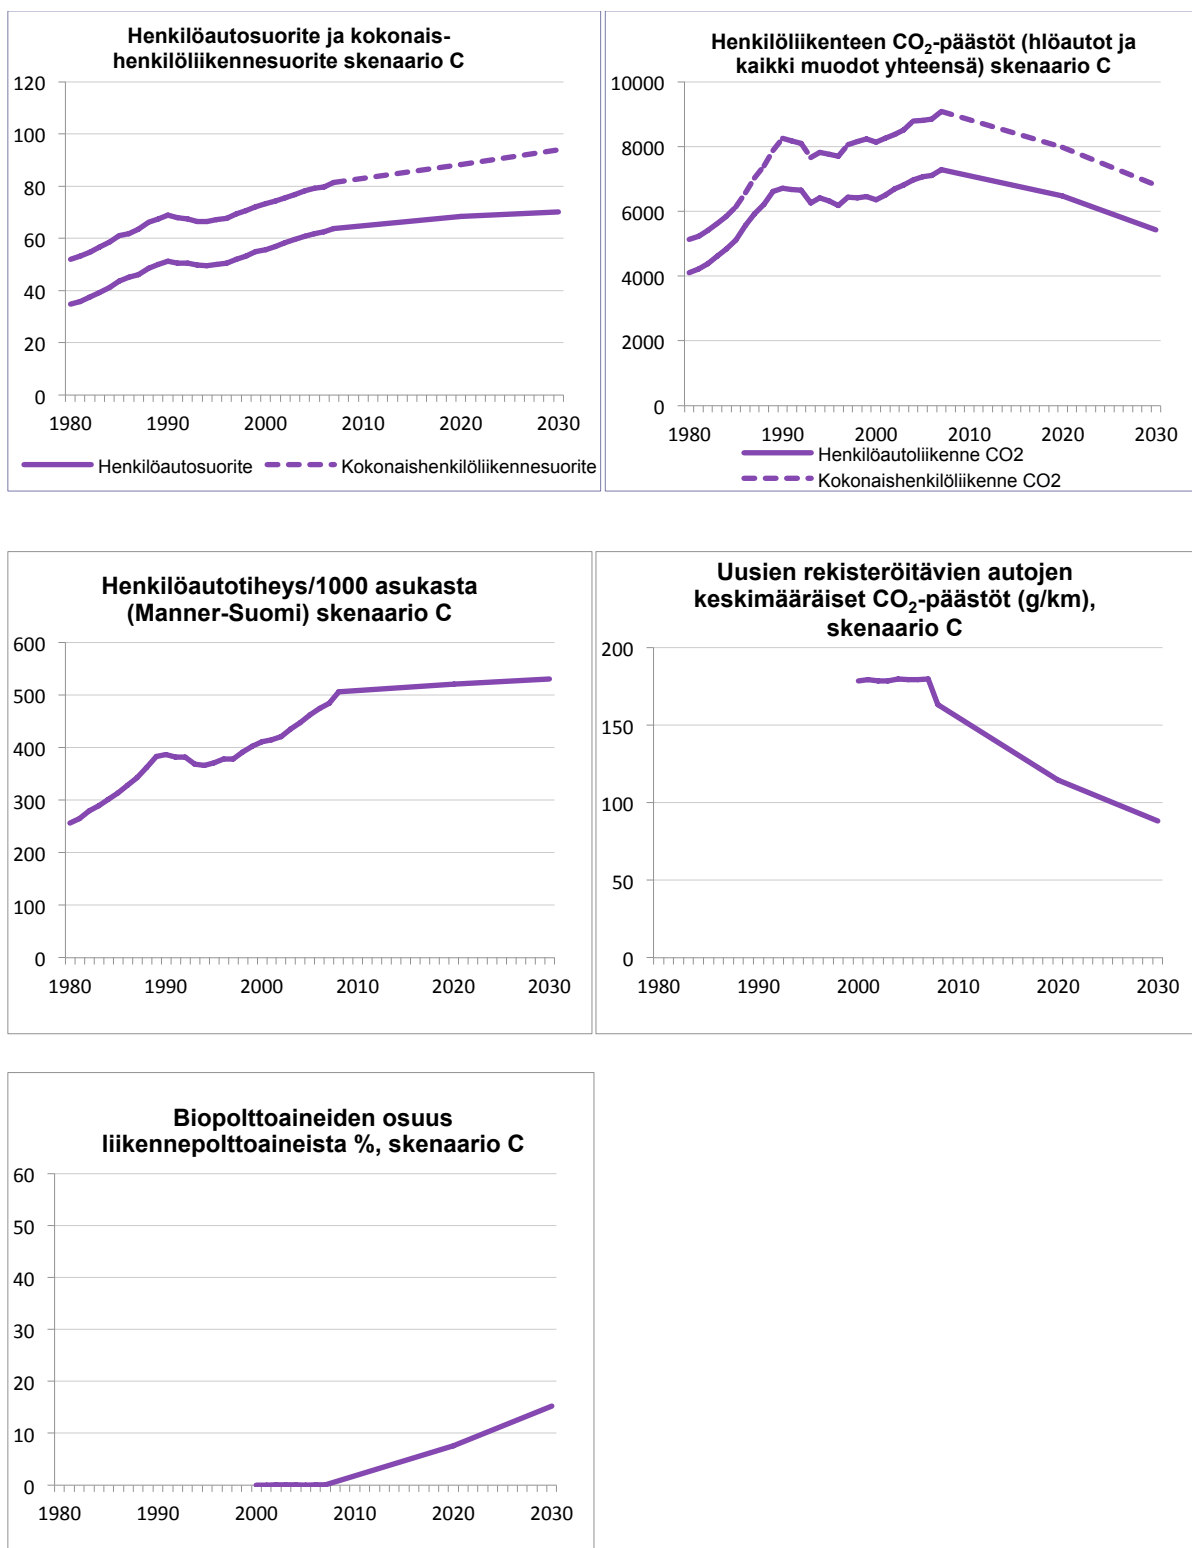 Henkilöautosuorite ja kokonais-
henkilöliikennesuorite skenaario C
120
100
80
60
40
20
0
1980 1990 2000 2010 2020 2030
Henkilöautosuorite Kokonaishenkilöliikennesuorite
Henkilöliikenteen CO₂-päästöt (hlöautot ja
kaikki muodot yhteensä) skenaario C
10000
8000
6000
4000
2000
0
1980 1990 2000 2010 2020 2030
Henkilöautoliikenne CO2
Kokonaishenkilöliikenne CO2
Henkilöautotiheys/1000 asukasta
(Manner-Suomi) skenaario C
600
500
400
300
200
100
0
1980 1990 2000 2010 2020 2030
Uusien rekisteröitävien autojen
keskimääräiset CO₂-päästöt (g/km),
skenaario C
200
150
100
50
0
1980 1990 2000 2010 2020 2030
Biopolttoaineiden osuus
liikennepolttoaineista %, skenaario C
60
50
40
30
20
10
0
1980 1990 2000 2010 2020 2030